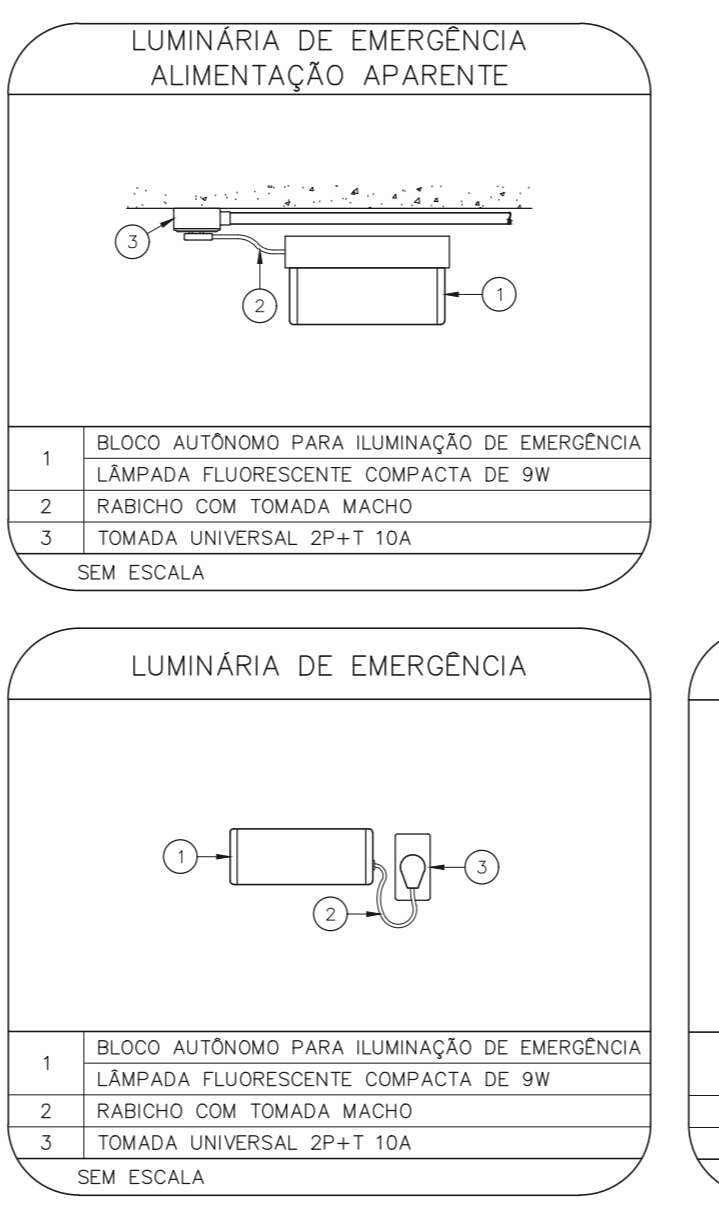 LUMINÁRIA DE EMERGÊNCIA
ALIMENTAÇÃO APARENTE
3
2
1
1
BLOCO AUTÔNOMO PARA ILUMINAÇÃO DE EMERGÊNCIA
LÂMPADA FLUORESCENTE COMPACTA DE 9W
2 RABICHO COM TOMADA MACHO
3 TOMADA UNIVERSAL 2P+T 10A
SEM ESCALA
LUMINÁRIA DE EMERGÊNCIA
1
3
2
1
BLOCO AUTÔNOMO PARA ILUMINAÇÃO DE EMERGÊNCIA
LÂMPADA FLUORESCENTE COMPACTA DE 9W
2 RABICHO COM TOMADA MACHO
3 TOMADA UNIVERSAL 2P+T 10A
SEM ESCALA